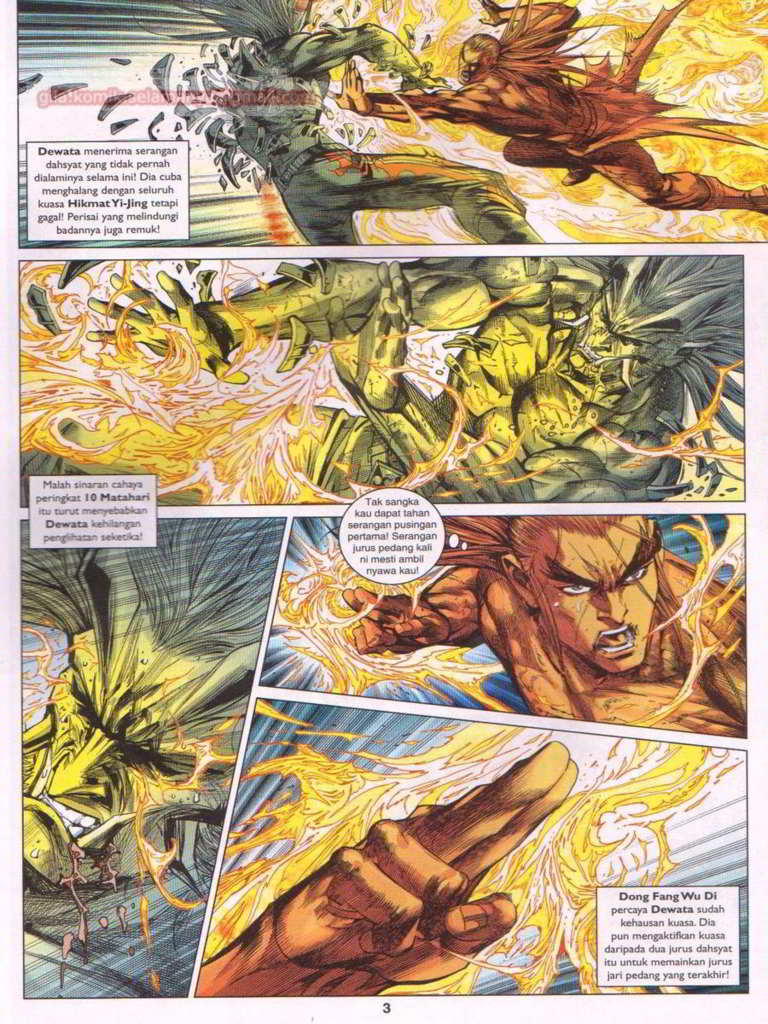 Dewata menerima serangan
dahsyat yang tidak pernah
dialaminya selama ini! Dia cuba
menghalang dengan seluruh
kuasa Hikmat Yi-Jing tetapi
gagal! Perisai yang melindungi
badannya juga remuk!
Malah sinaran cahaya
peringkat 10 Matahari
itu turut menyebabkan
Dewata kehilangan
penglihatan seketika!
Tak sangka
kau dapat tahan
serangan pusingan
pertama! Serangan
jurus pedang kali
ni mesti ambil
nyawa kau!
Dong Fang Wu Di
percaya Dewata sudah
kehausan kuasa. Dia
pun mengaktifkan kuasa
daripada dua jurus dahsyat
itu untuk memainkan jurus
jari pedang yang terakhir!
3